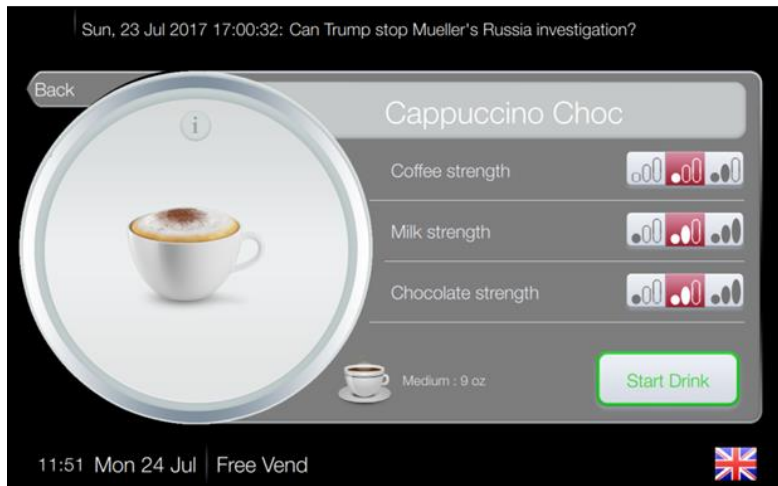 Sun, 23 Jul 2017 17:00:32: Can Trump stop Mueller's Russia investigation?
Back
i
Cappuccino Choc
Coffee strength
Milk strength
Chocolate strength
Medium : 9 oz
Start Drink
11:51 Mon 24 Jul Free Vend